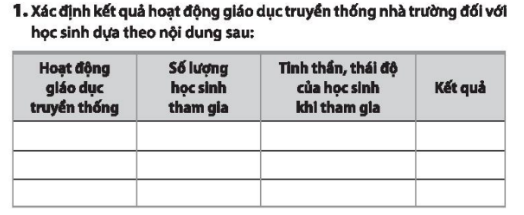 1. Xác định kết quả hoạt động giáo dục truyền thống nhà trường đối với
học sinh dựa theo nội dung sau:
Hoạt động
giáo dục
truyền thống
Số lượng
học sinh
tham gia
Tinh thần, thái độ
của học sinh
khi tham gia
Kết quả